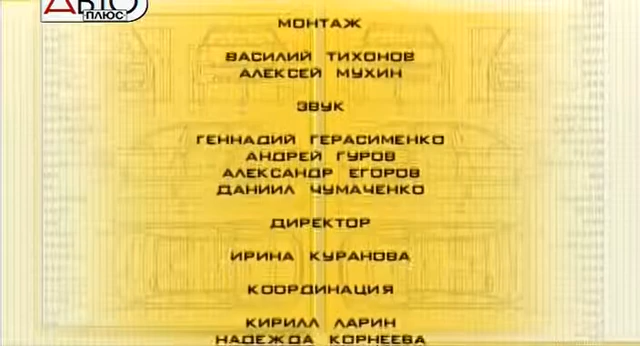 АВТО
ПЛЮС
МОНТАЖ
ВАСИЛИЙ ТИХОНОВ
АЛЕКСЕЙ МУХИН
ЗВУК
ГЕННАДИЙ ГЕРАСИМЕНКО
АНДРЕЙ ГУРОВ
АЛЕКСАНДР ЕГОРОВ
ДАНИИЛ ЧУМАЧЕНКО
ДИРЕКТОР
ИРИНА КУРАНОВА
КООРДИНАЦИЯ
КИРИЛЛ ЛАРИН
НАДЕЖДА КОРНЕЕВА